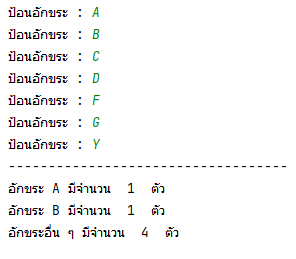 ป้อนอักขระ : A
ป้อนอักขระ : B
ป้อนอักขระ : C
ป้อนอักขระ : D
ป้อนอักขระ : F
ป้อนอักขระ : G
ป้อนอักขระ : Y
-----------------------------------
อักขระ A มีจำนวน  1  ตัว
อักขระ B มีจำนวน  1  ตัว
อักขระอื่น ๆ มีจำนวน  4  ตัว